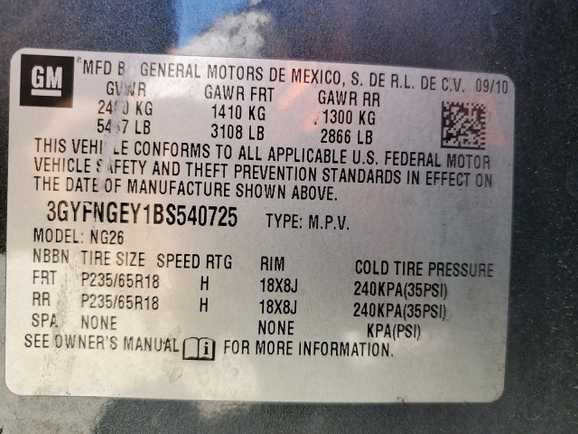 GM
MFD B GENERAL MOTORS DE MEXICO, S. DE R.L. DE C.V. 09/10
GVWR GAWR FRT GAWR RR
KG 1410 KG 1300 KG
LB 3108 LB 2866 LB
THIS VEHICLE CONFORMS TO ALL APPLICABLE U.S. FEDERAL MOTOR
VEHICLE SAFETY AND THEFT PREVENTION STANDARDS IN EFFECT ON
THE DATE OF MANUFACTURE SHOWN ABOVE.
3GYFNGEY1BS540725 TYPE: M.P.V.
MODEL: NG26
NBBN TIRE SIZE SPEED RTG RIM COLD TIRE PRESSURE
FRT P235/65R18 H 18X8J 240KPA(35PSI)
RR P235/65R18 H 18X8J 240KPA(35PSI)
SPA NONE NONE KPA(PSI)
SEE OWNER'S MANUAL FOR MORE INFORMATION.